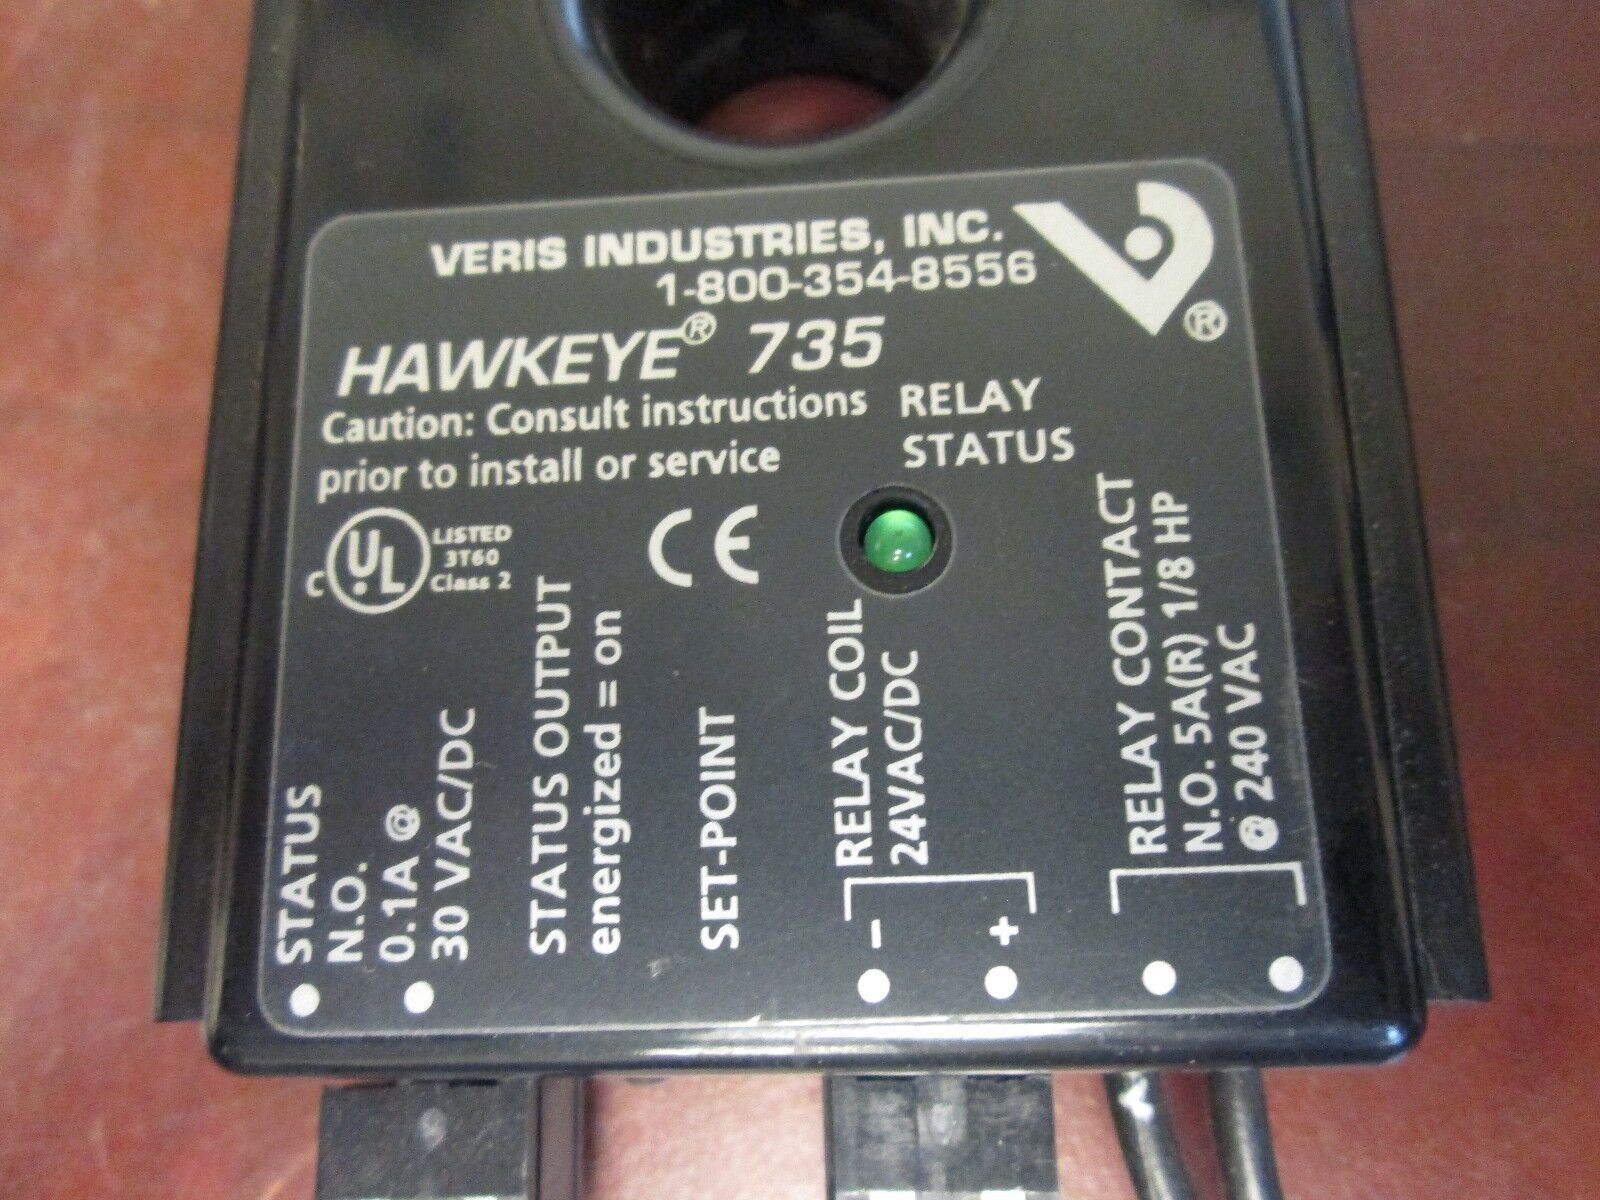 VERIS INDUSTRIES, INC.
1-800-354-8556
®
HAWKEYE® 735
Caution: Consult instructions
prior to install or service
RELAY
STATUS
C UL LISTED
3T60
Class 2
CE
STATUS
N.O.
0.1A @
30 VAC/DC
STATUS OUTPUT
energized = on
SET-POINT
RELAY COIL
24VAC/DC
- +
RELAY CONTACT
N.O. 5A(R) 1/8 HP
@ 240 VAC